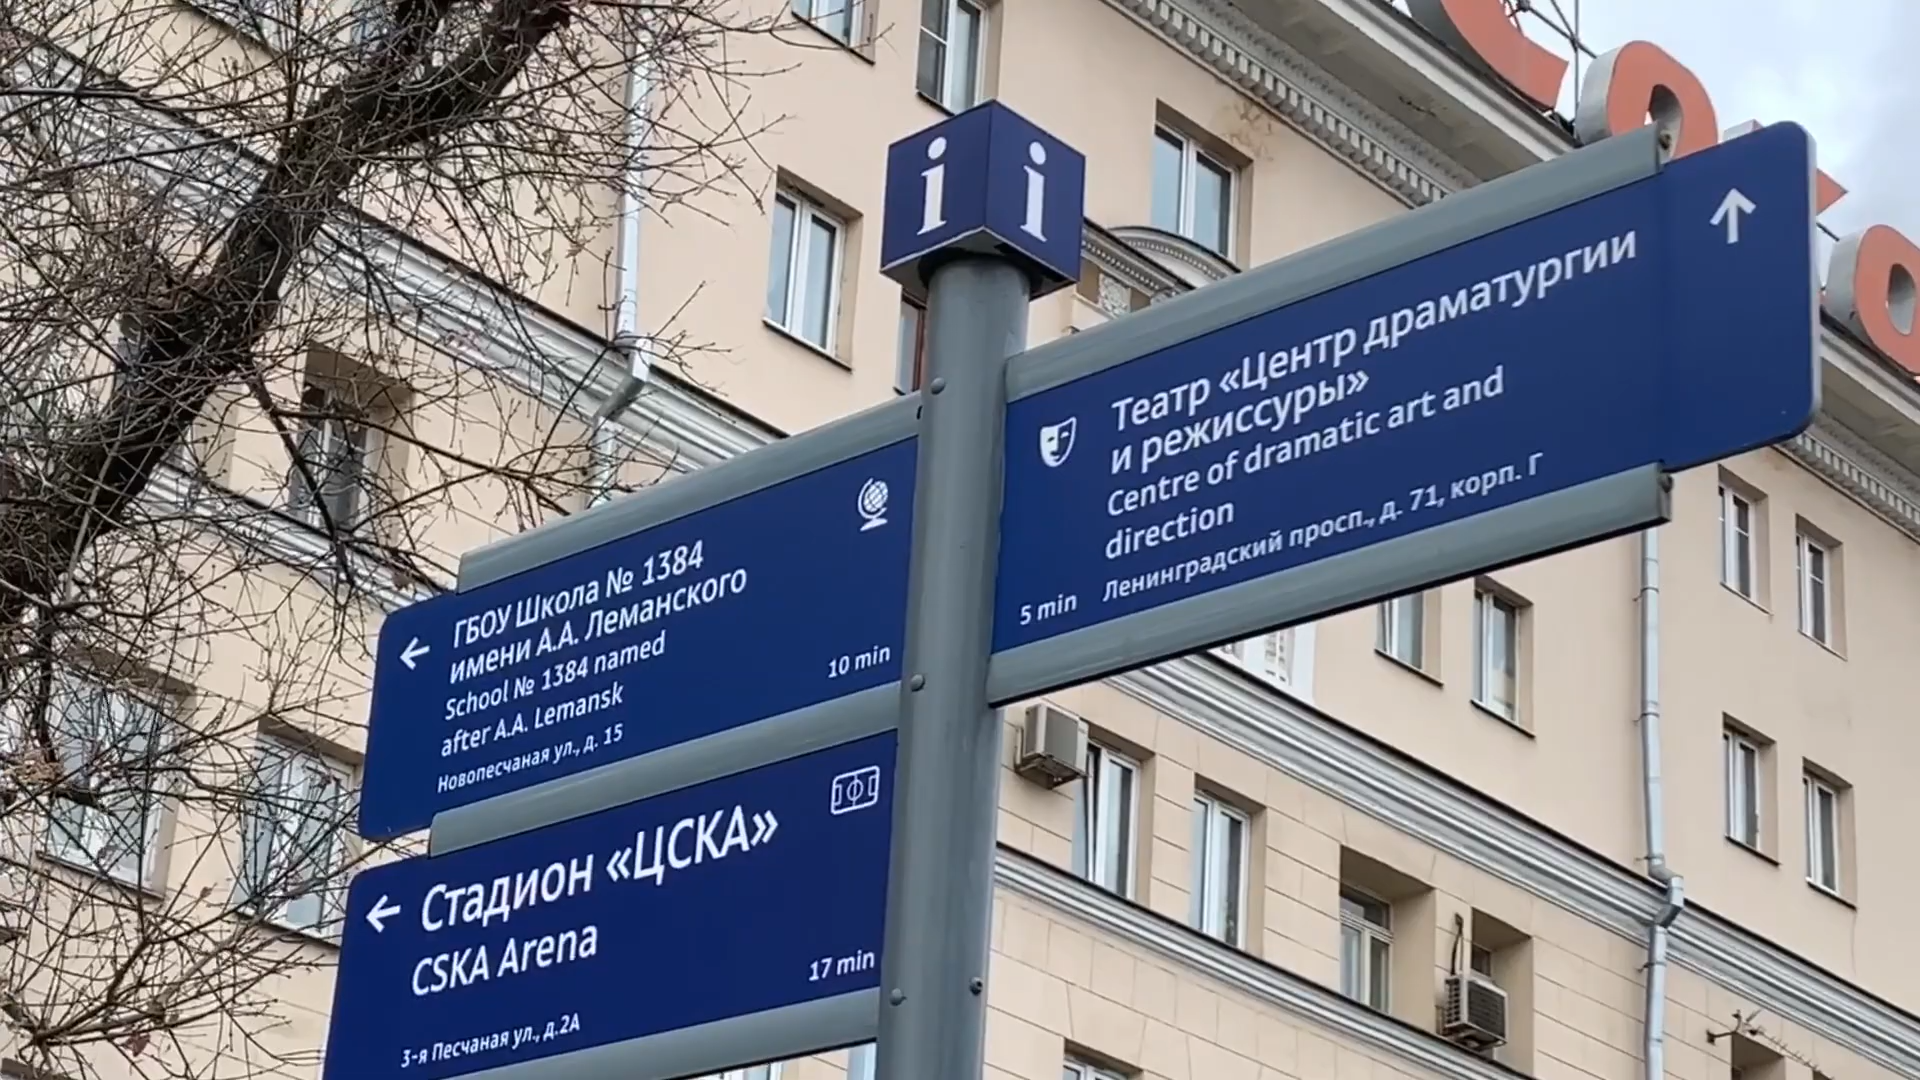 i i
Театр «Центр драматургии
и режиссуры»
Centre of dramatic art and
direction
5 min Ленинградский просп., д. 71, корп. Г
ГБОУ Школа № 1384
имени А.А. Леманского
School № 1384 named
after A.A. Lemansk
Новопесчаная ул., д. 15
10 min
Стадион «ЦСКА»
CSKA Arena
17 min
3-я Песчаная ул., д.2А